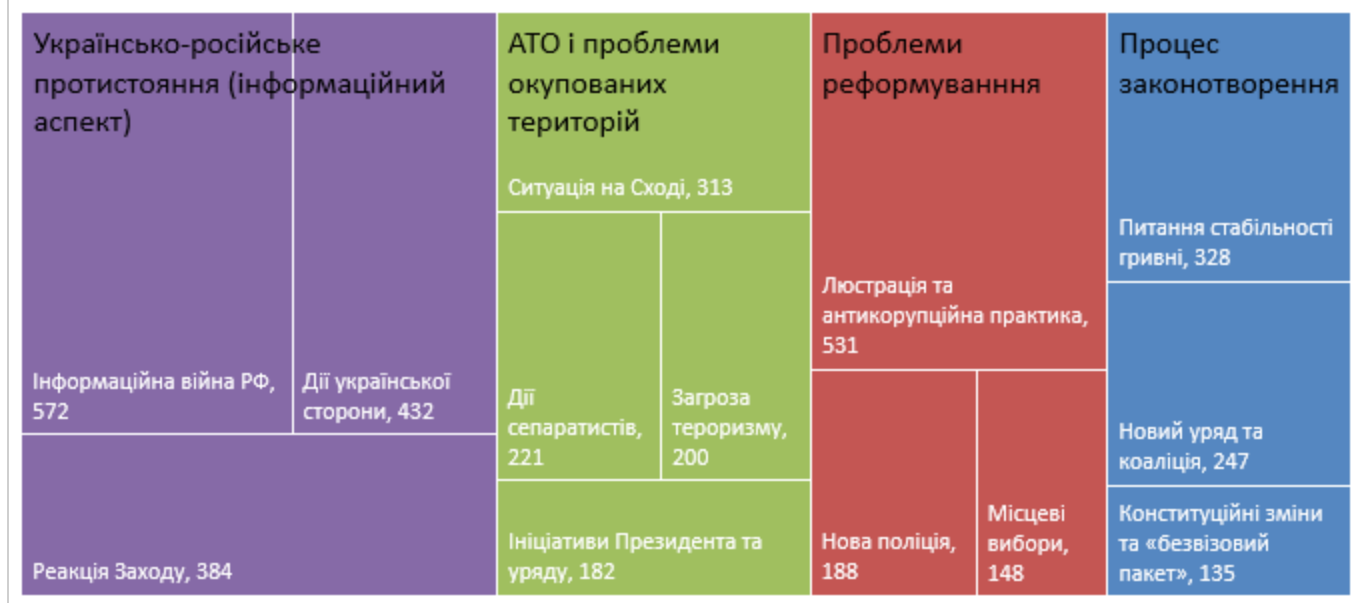 Українсько-російське
протистояння (інформаційний
аспект)
Інформаційна війна РФ,
572
Дії української
сторони, 432
Реакція Заходу, 384
АТО і проблеми
окупованих
територій
Ситуація на Сході, 313
Дії
сепаратистів,
221
Загроза
тероризму,
200
Ініціативи Президента та
уряду, 182
Проблеми
реформуванння
Люстрація та
антикорупційна практика,
531
Нова поліція,
188
Місцеві
вибори,
148
Процес
законотворення
Питання стабільності
гривні, 328
Новий уряд та
коаліція, 247
Конституційні зміни
та «безвізовий
пакет», 135